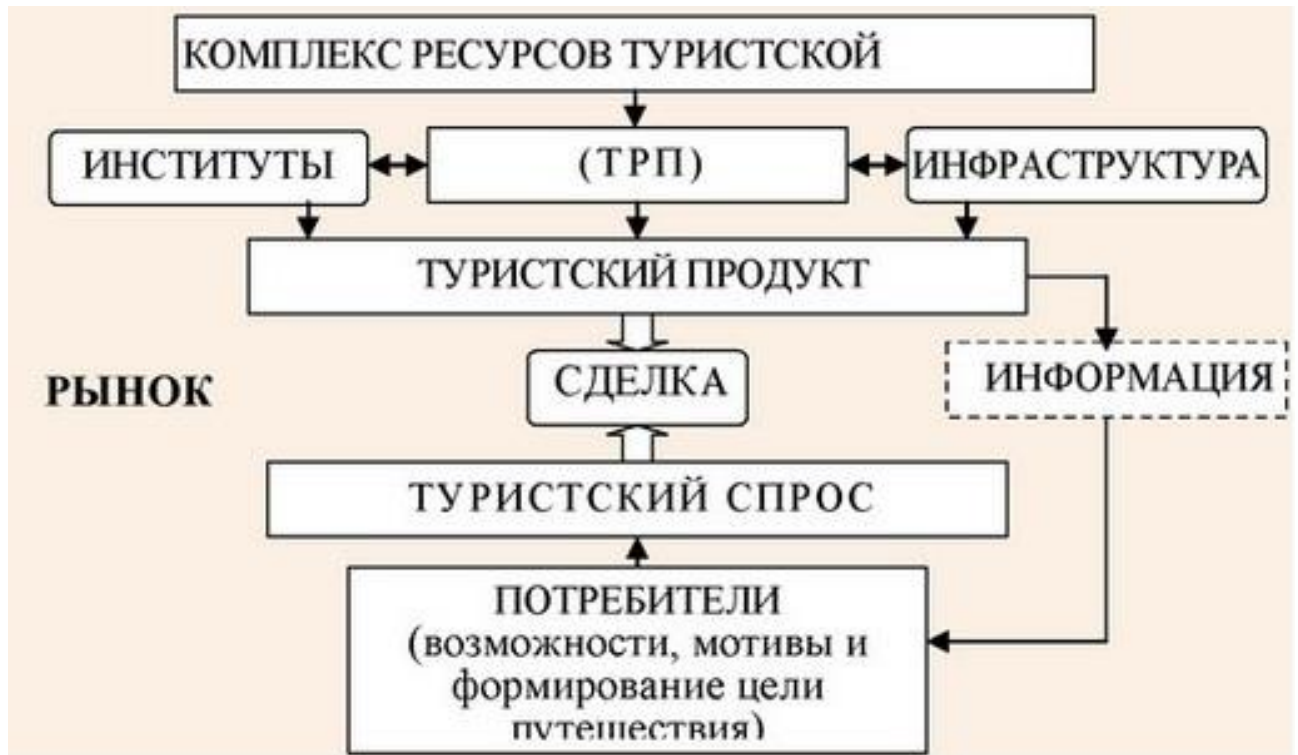 КОМПЛЕКС РЕСУРСОВ ТУРИСТСКОЙ
ИНСТИТУТЫ
(ТРП)
ИНФРАСТРУКТУРА
ТУРИСТСКИЙ ПРОДУКТ
РЫНОК
СДЕЛКА
ИНФОРМАЦИЯ
ТУРИСТСКИЙ СПРОС
ПОТРЕБИТЕЛИ
(возможности, мотивы и
формирование цели
путешествия)